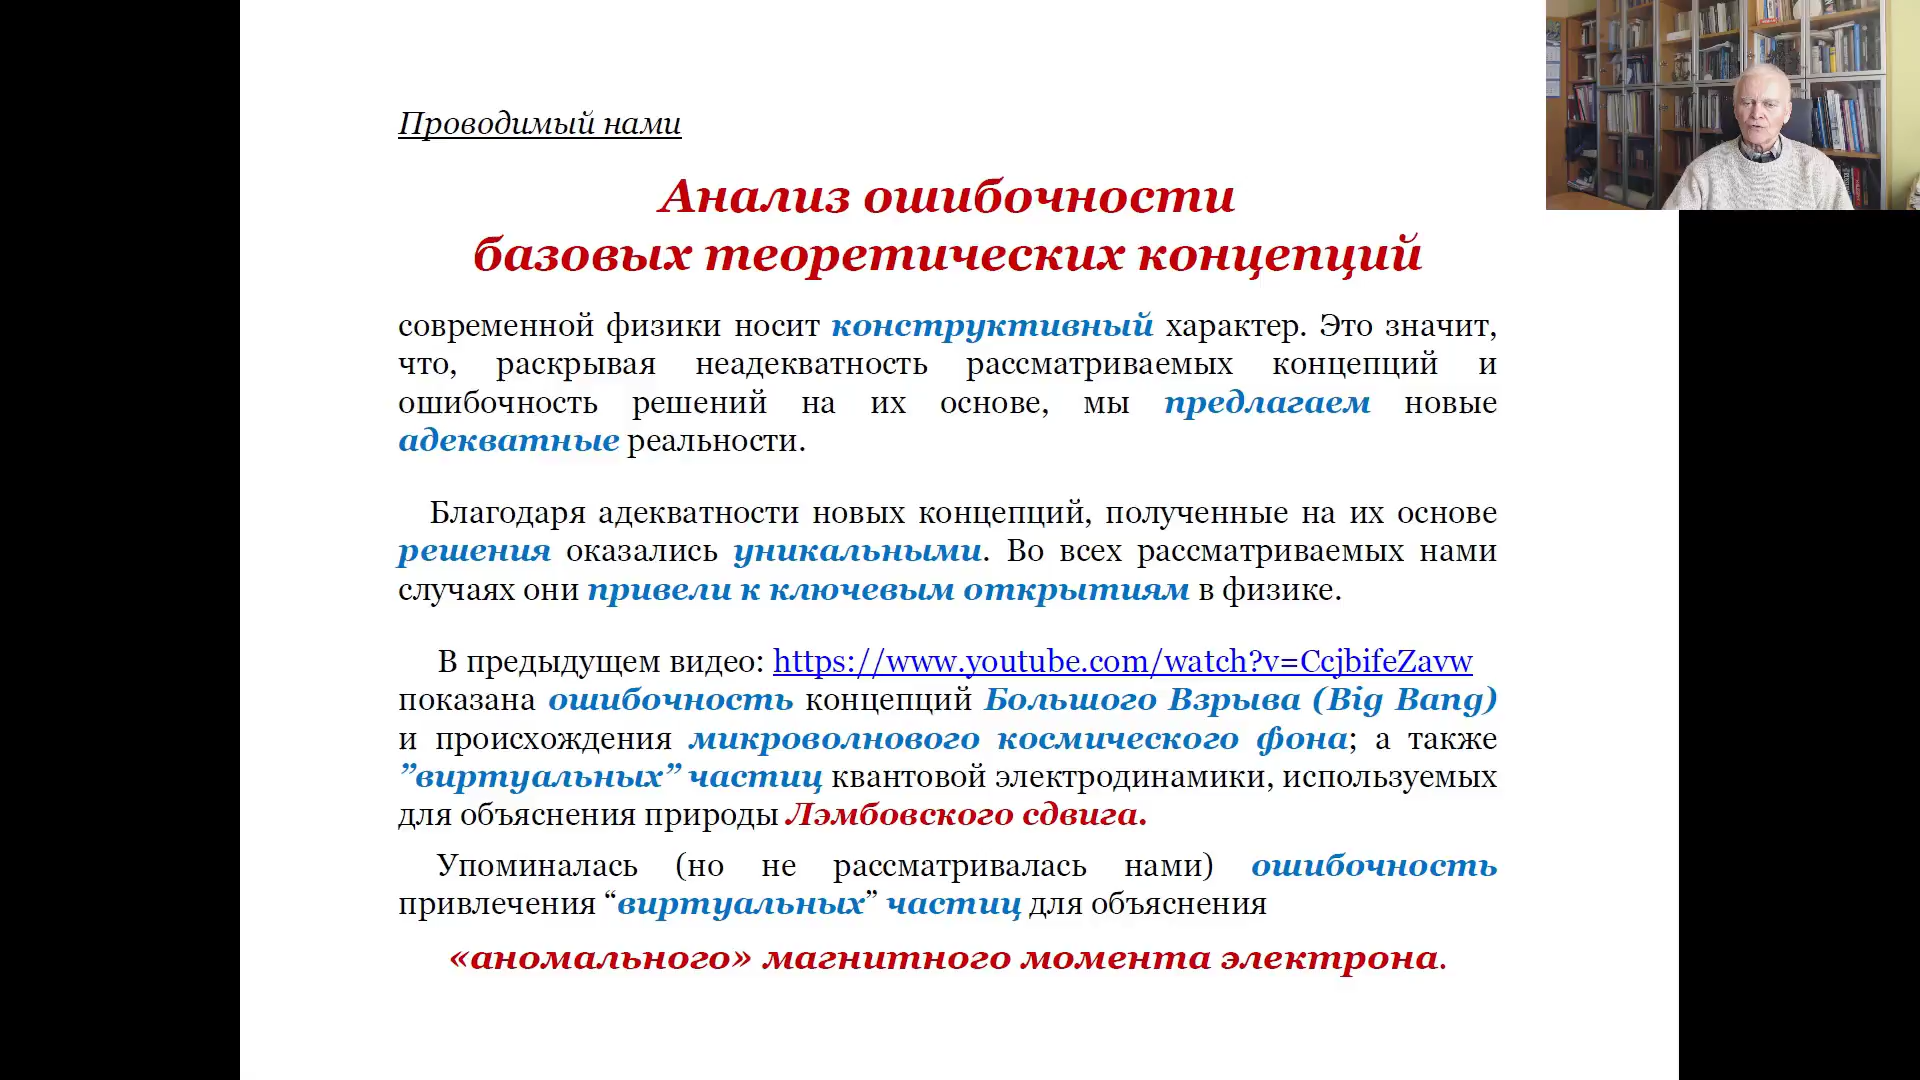 Проводимый нами
Анализ ошибочности
базовых теоретических концепций
современной физики носит конструктивный характер. Это значит,
что, раскрывая неадекватность рассматриваемых концепций и
ошибочность решений на их основе, мы предлагаем новые
адекватные реальности.
Благодаря адекватности новых концепций, полученные на их основе
решения оказались уникальными. Во всех рассматриваемых нами
случаях они привели к ключевым открытиям в физике.
В предыдущем видео: https://www.youtube.com/watch?v=CcjbifeZavw
показана ошибочность концепций Большого Взрыва (Big Bang)
и происхождения микроволнового космического фона; а также
”виртуальных” частиц квантовой электродинамики, используемых
для объяснения природы Лэмбовского сдвига.
Упоминалась (но не рассматривалась нами) ошибочность
привлечения “виртуальных” частиц для объяснения
«аномального» магнитного момента электрона.